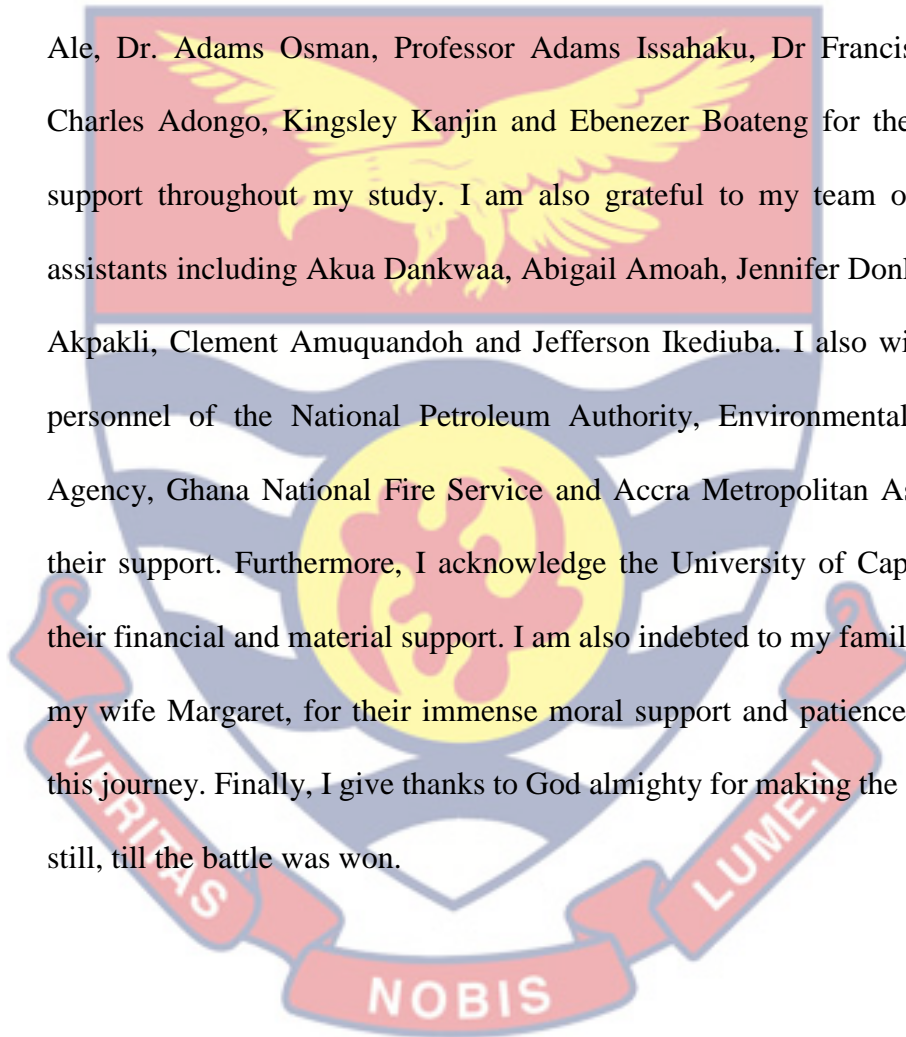 Ale, Dr. Adams Osman, Professor Adams Issahaku, Dr Francis
Charles Adongo, Kingsley Kanjin and Ebenezer Boateng for the
support throughout my study. I am also grateful to my team o
assistants including Akua Dankwaa, Abigail Amoah, Jennifer Don
Akpakli, Clement Amuquandoh and Jefferson Ikediuba. I also wi
personnel of the National Petroleum Authority, Environmental
Agency, Ghana National Fire Service and Accra Metropolitan As
their support. Furthermore, I acknowledge the University of Cap
their financial and material support. I am also indebted to my famil
my wife Margaret, for their immense moral support and patience
this journey. Finally, I give thanks to God almighty for making the
still, till the battle was won.
VERITAS
NOBIS
LUMEN